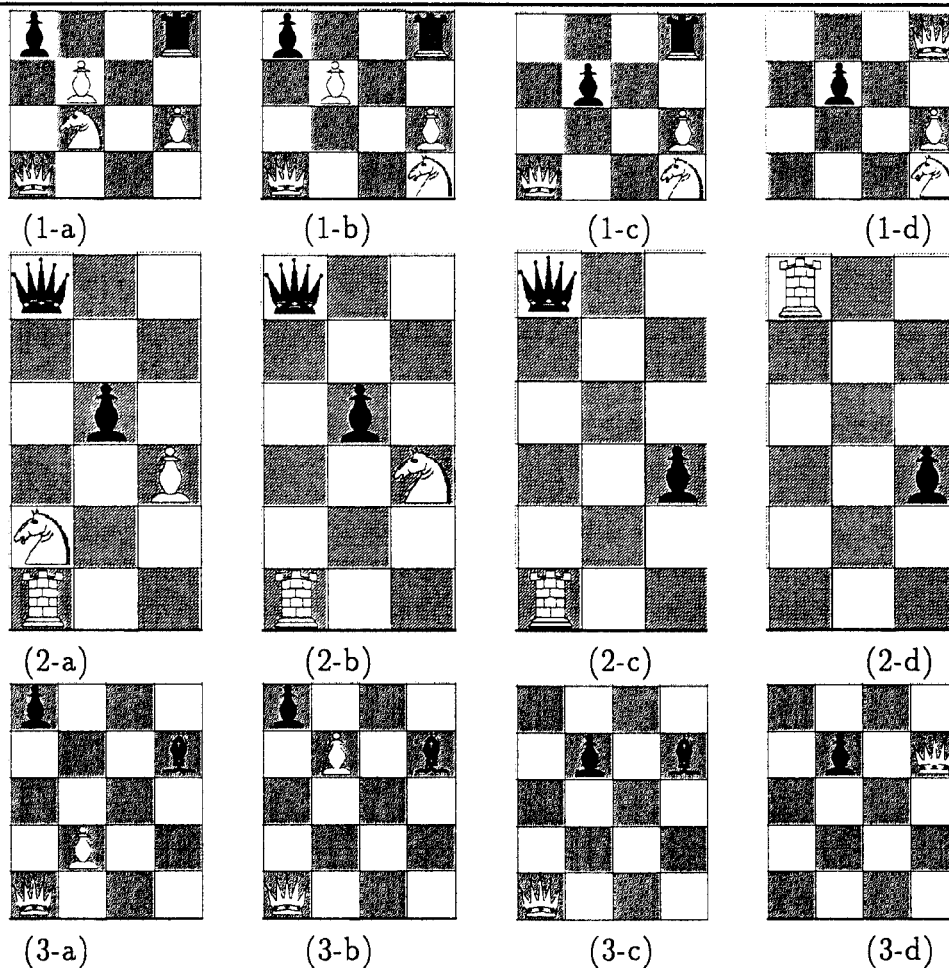 (1-a) (1-b) (1-c) (1-d)
(2-a) (2-b) (2-c) (2-d)
(3-a) (3-b) (3-c) (3-d)